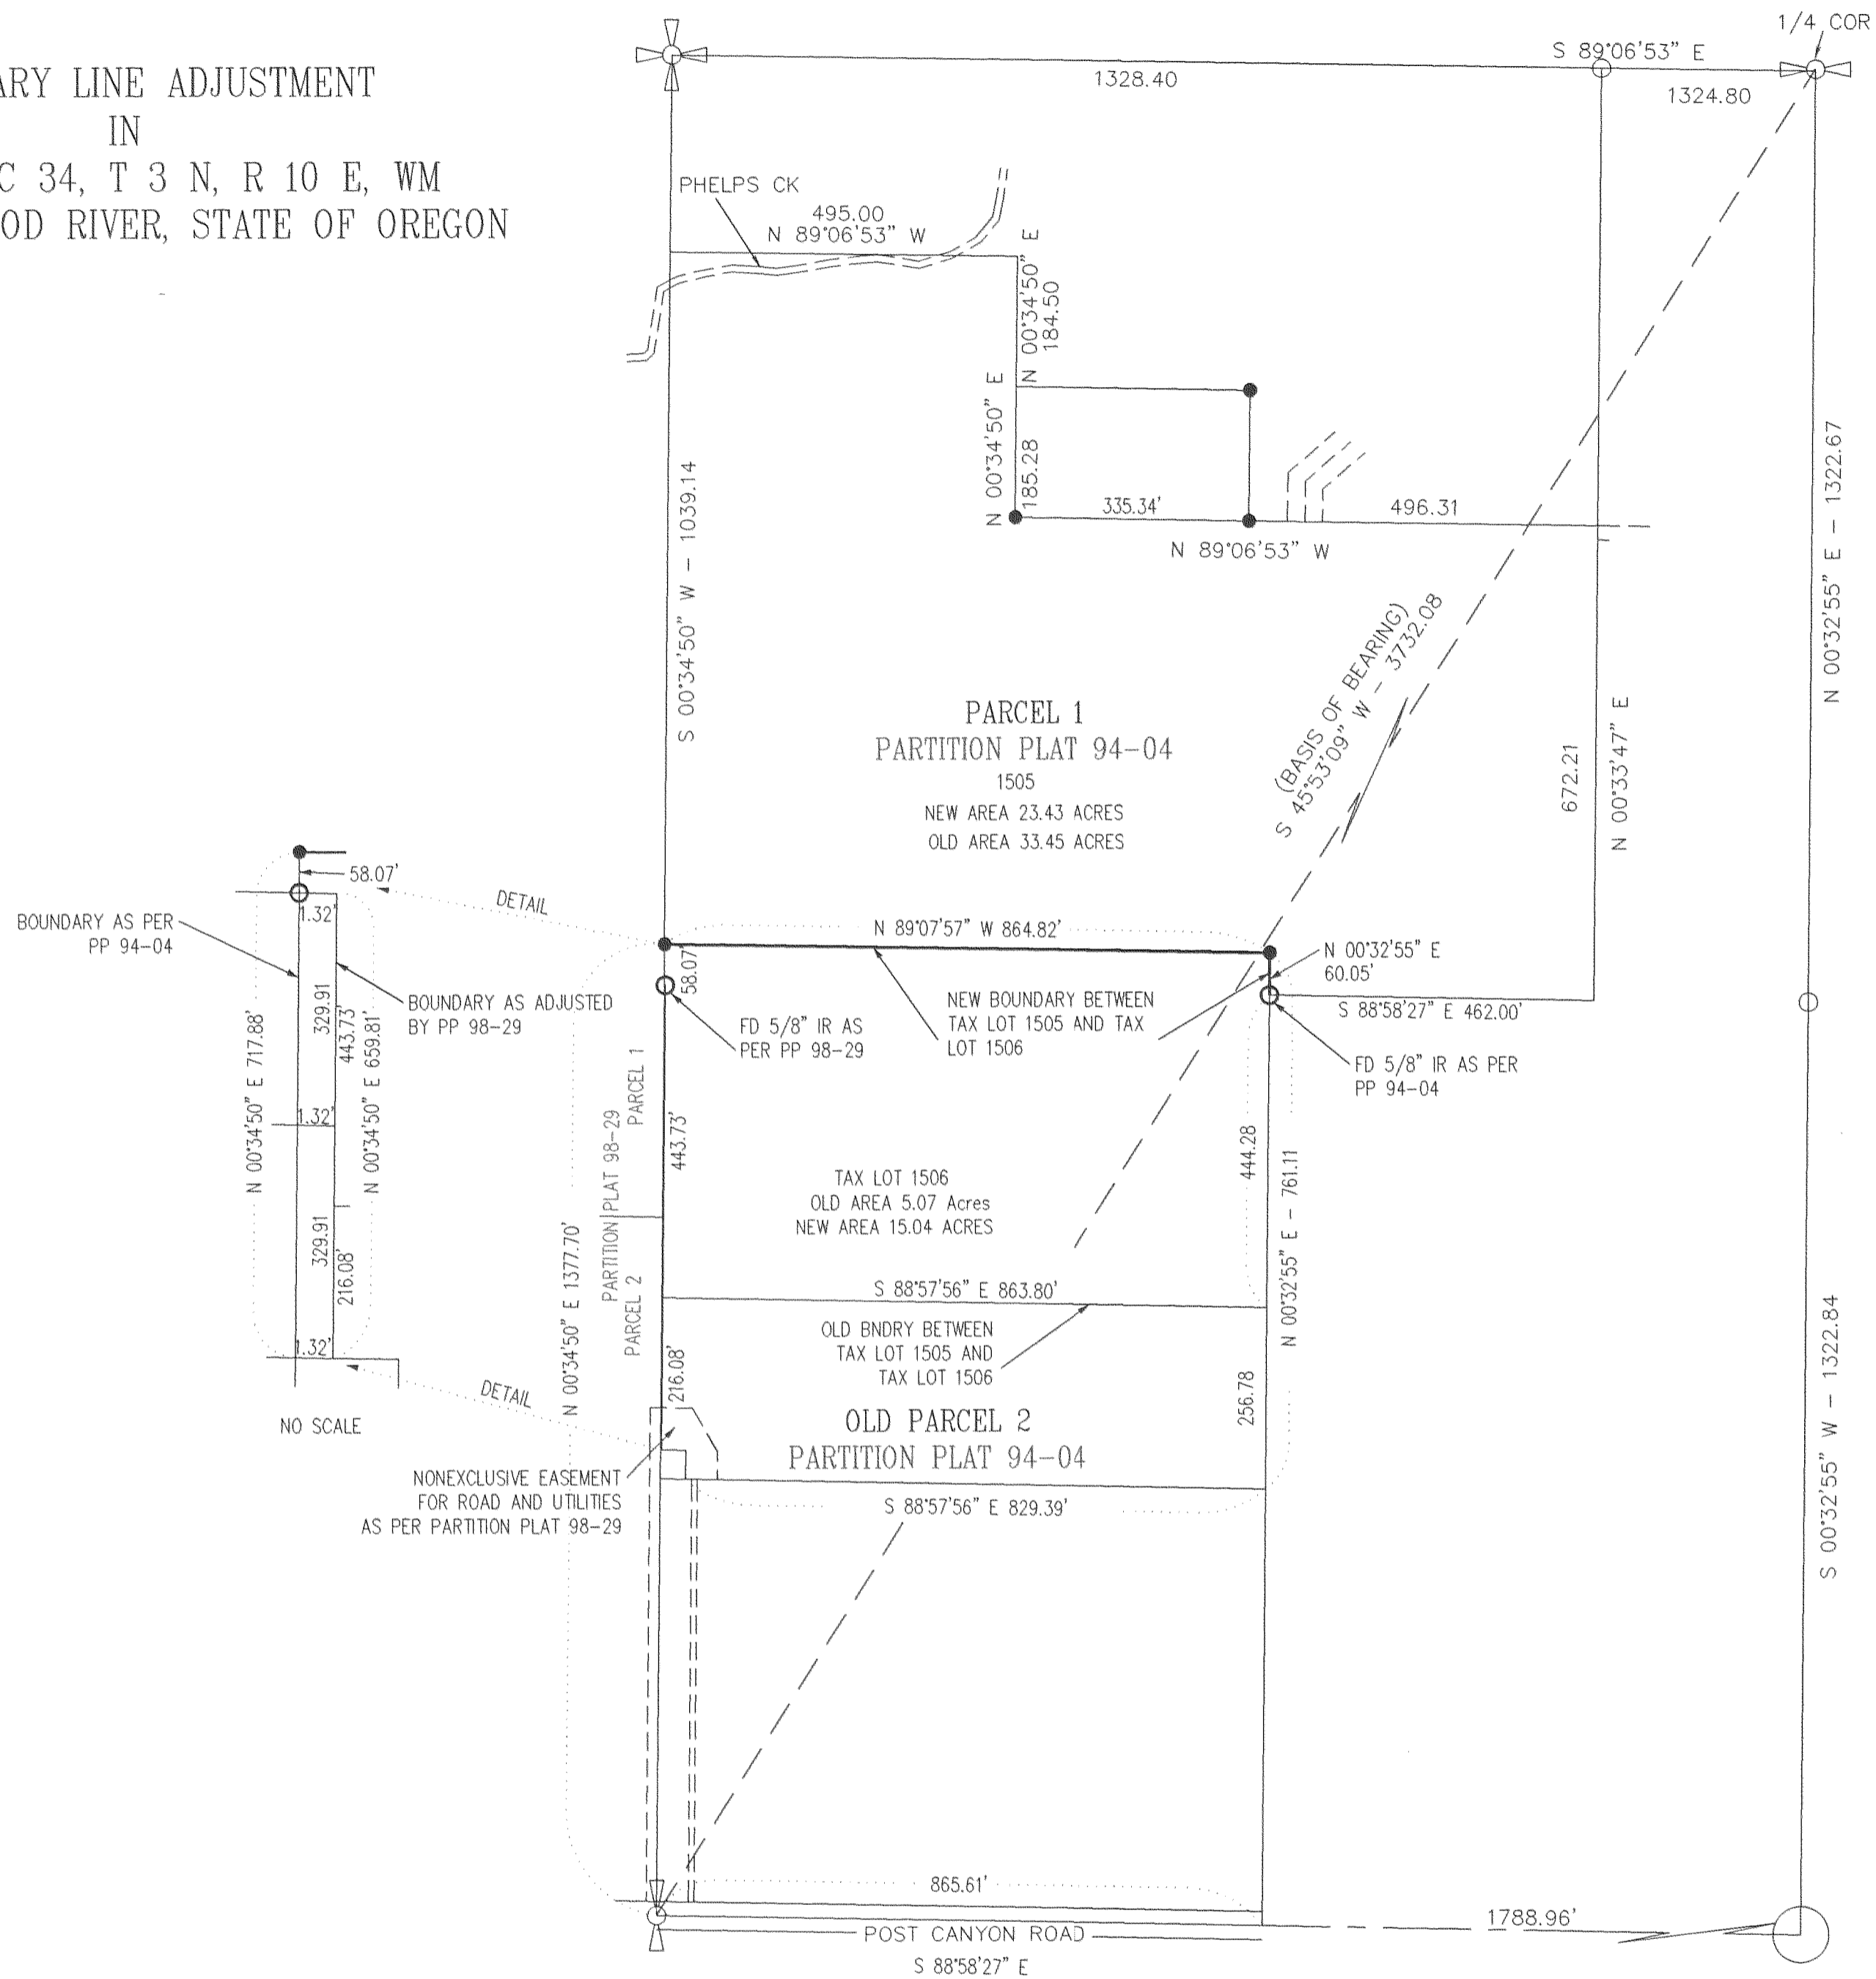 ARY LINE ADJUSTMENT
IN
C 34, T 3 N, R 10 E, WM
OD RIVER, STATE OF OREGON
1/4 COR
S 89°06'53" E
1328.40
1324.80
PHELPS CK
495.00
N 89°06'53" W
N 00°34'50" E
184.50
N 00°34'50" E
185.28
335.34'
496.31
N 89°06'53" W
S 00°34'50" W - 1039.14
N 00°32'55" E - 1322.67
(BASIS OF BEARING)
S 45°53'09" W - 3732.08
672.21
N 00°33'47" E
PARCEL 1
PARTITION PLAT 94-04
1505
NEW AREA 23.43 ACRES
OLD AREA 33.45 ACRES
58.07'
DETAIL
1.32'
BOUNDARY AS PER
PP 94-04
BOUNDARY AS ADJUSTED
BY PP 98-29
N 00°34'50" E 717.88'
329.91
443.73'
N 00°34'50" E 659.81'
1.32'
329.91
216.08'
1.32'
DETAIL
NO SCALE
N 89°07'57" W 864.82'
58.07'
N 00°32'55" E
60.05'
S 88°58'27" E 462.00'
NEW BOUNDARY BETWEEN
TAX LOT 1505 AND TAX
LOT 1506
FD 5/8" IR AS
PER PP 98-29
FD 5/8" IR AS PER
PP 94-04
PARCEL 1
PARTITION PLAT 98-29
PARCEL 2
443.73'
444.28
N 00°32'55" E - 761.11
TAX LOT 1506
OLD AREA 5.07 Acres
NEW AREA 15.04 ACRES
N 00°34'50" E 1377.70'
S 88°57'56" E 863.80'
OLD BNDRY BETWEEN
TAX LOT 1505 AND
TAX LOT 1506
216.08'
256.78
OLD PARCEL 2
PARTITION PLAT 94-04
NONEXCLUSIVE EASEMENT
FOR ROAD AND UTILITIES
AS PER PARTITION PLAT 98-29
S 88°57'56" E 829.39'
S 00°32'55" W - 1322.84
865.61'
1788.96'
POST CANYON ROAD
S 88°58'27" E